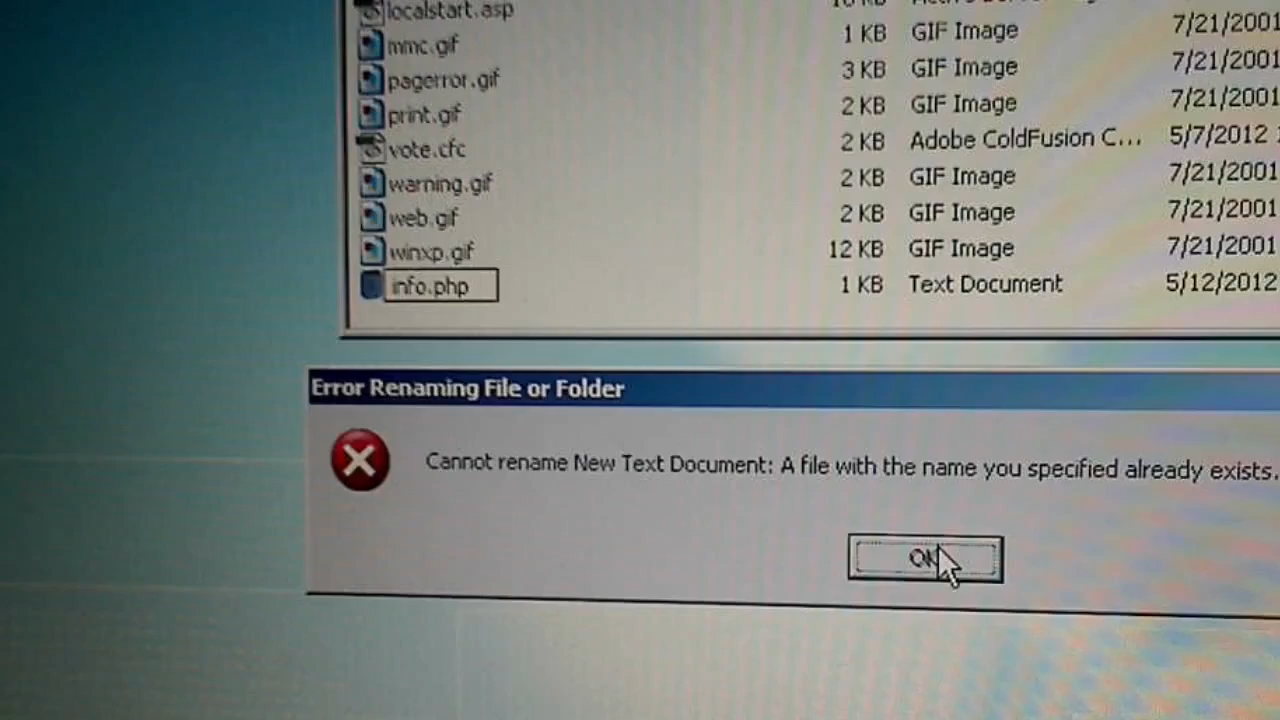 localstart.asp
mmc.gif 1 KB GIF Image 7/21/2001
pagerror.gif 3 KB GIF Image 7/21/2001
print.gif 2 KB GIF Image 7/21/2001
vote.cfc 2 KB Adobe ColdFusion C... 5/7/2012
warning.gif 2 KB GIF Image 7/21/2001
web.gif 2 KB GIF Image 7/21/2001
winxp.gif 12 KB GIF Image 7/21/2001
info.php 1 KB Text Document 5/12/2012
Error Renaming File or Folder
Cannot rename New Text Document: A file with the name you specified already exists.
OK